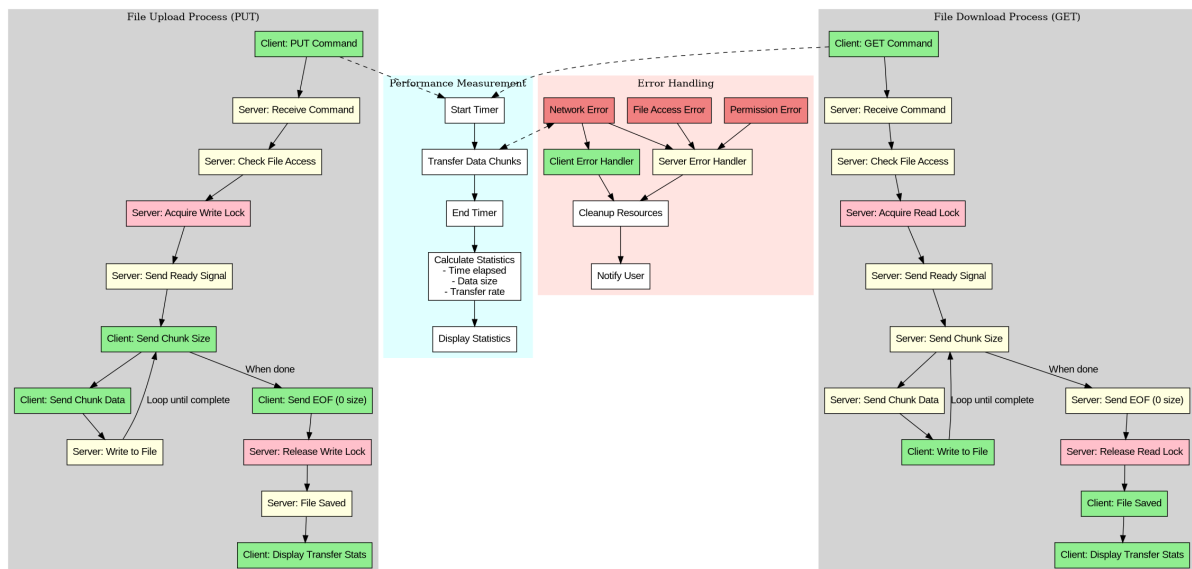 File Upload Process (PUT)
Client: PUT Command
Server: Receive Command
Server: Check File Access
Server: Acquire Write Lock
Server: Send Ready Signal
Client: Send Chunk Size
When done
Client: Send Chunk Data
Loop until complete
Client: Send EOF (0 size)
Server: Write to File
Server: Release Write Lock
Server: File Saved
Client: Display Transfer Stats
Performance Measurement
Start Timer
Transfer Data Chunks
End Timer
Calculate Statistics
- Time elapsed
- Data size
- Transfer rate
Display Statistics
Error Handling
Network Error
File Access Error
Permission Error
Client Error Handler
Server Error Handler
Cleanup Resources
Notify User
File Download Process (GET)
Client: GET Command
Server: Receive Command
Server: Check File Access
Server: Acquire Read Lock
Server: Send Ready Signal
Server: Send Chunk Size
When done
Server: Send Chunk Data
Loop until complete
Server: Send EOF (0 size)
Client: Write to File
Server: Release Read Lock
Client: File Saved
Client: Display Transfer Stats